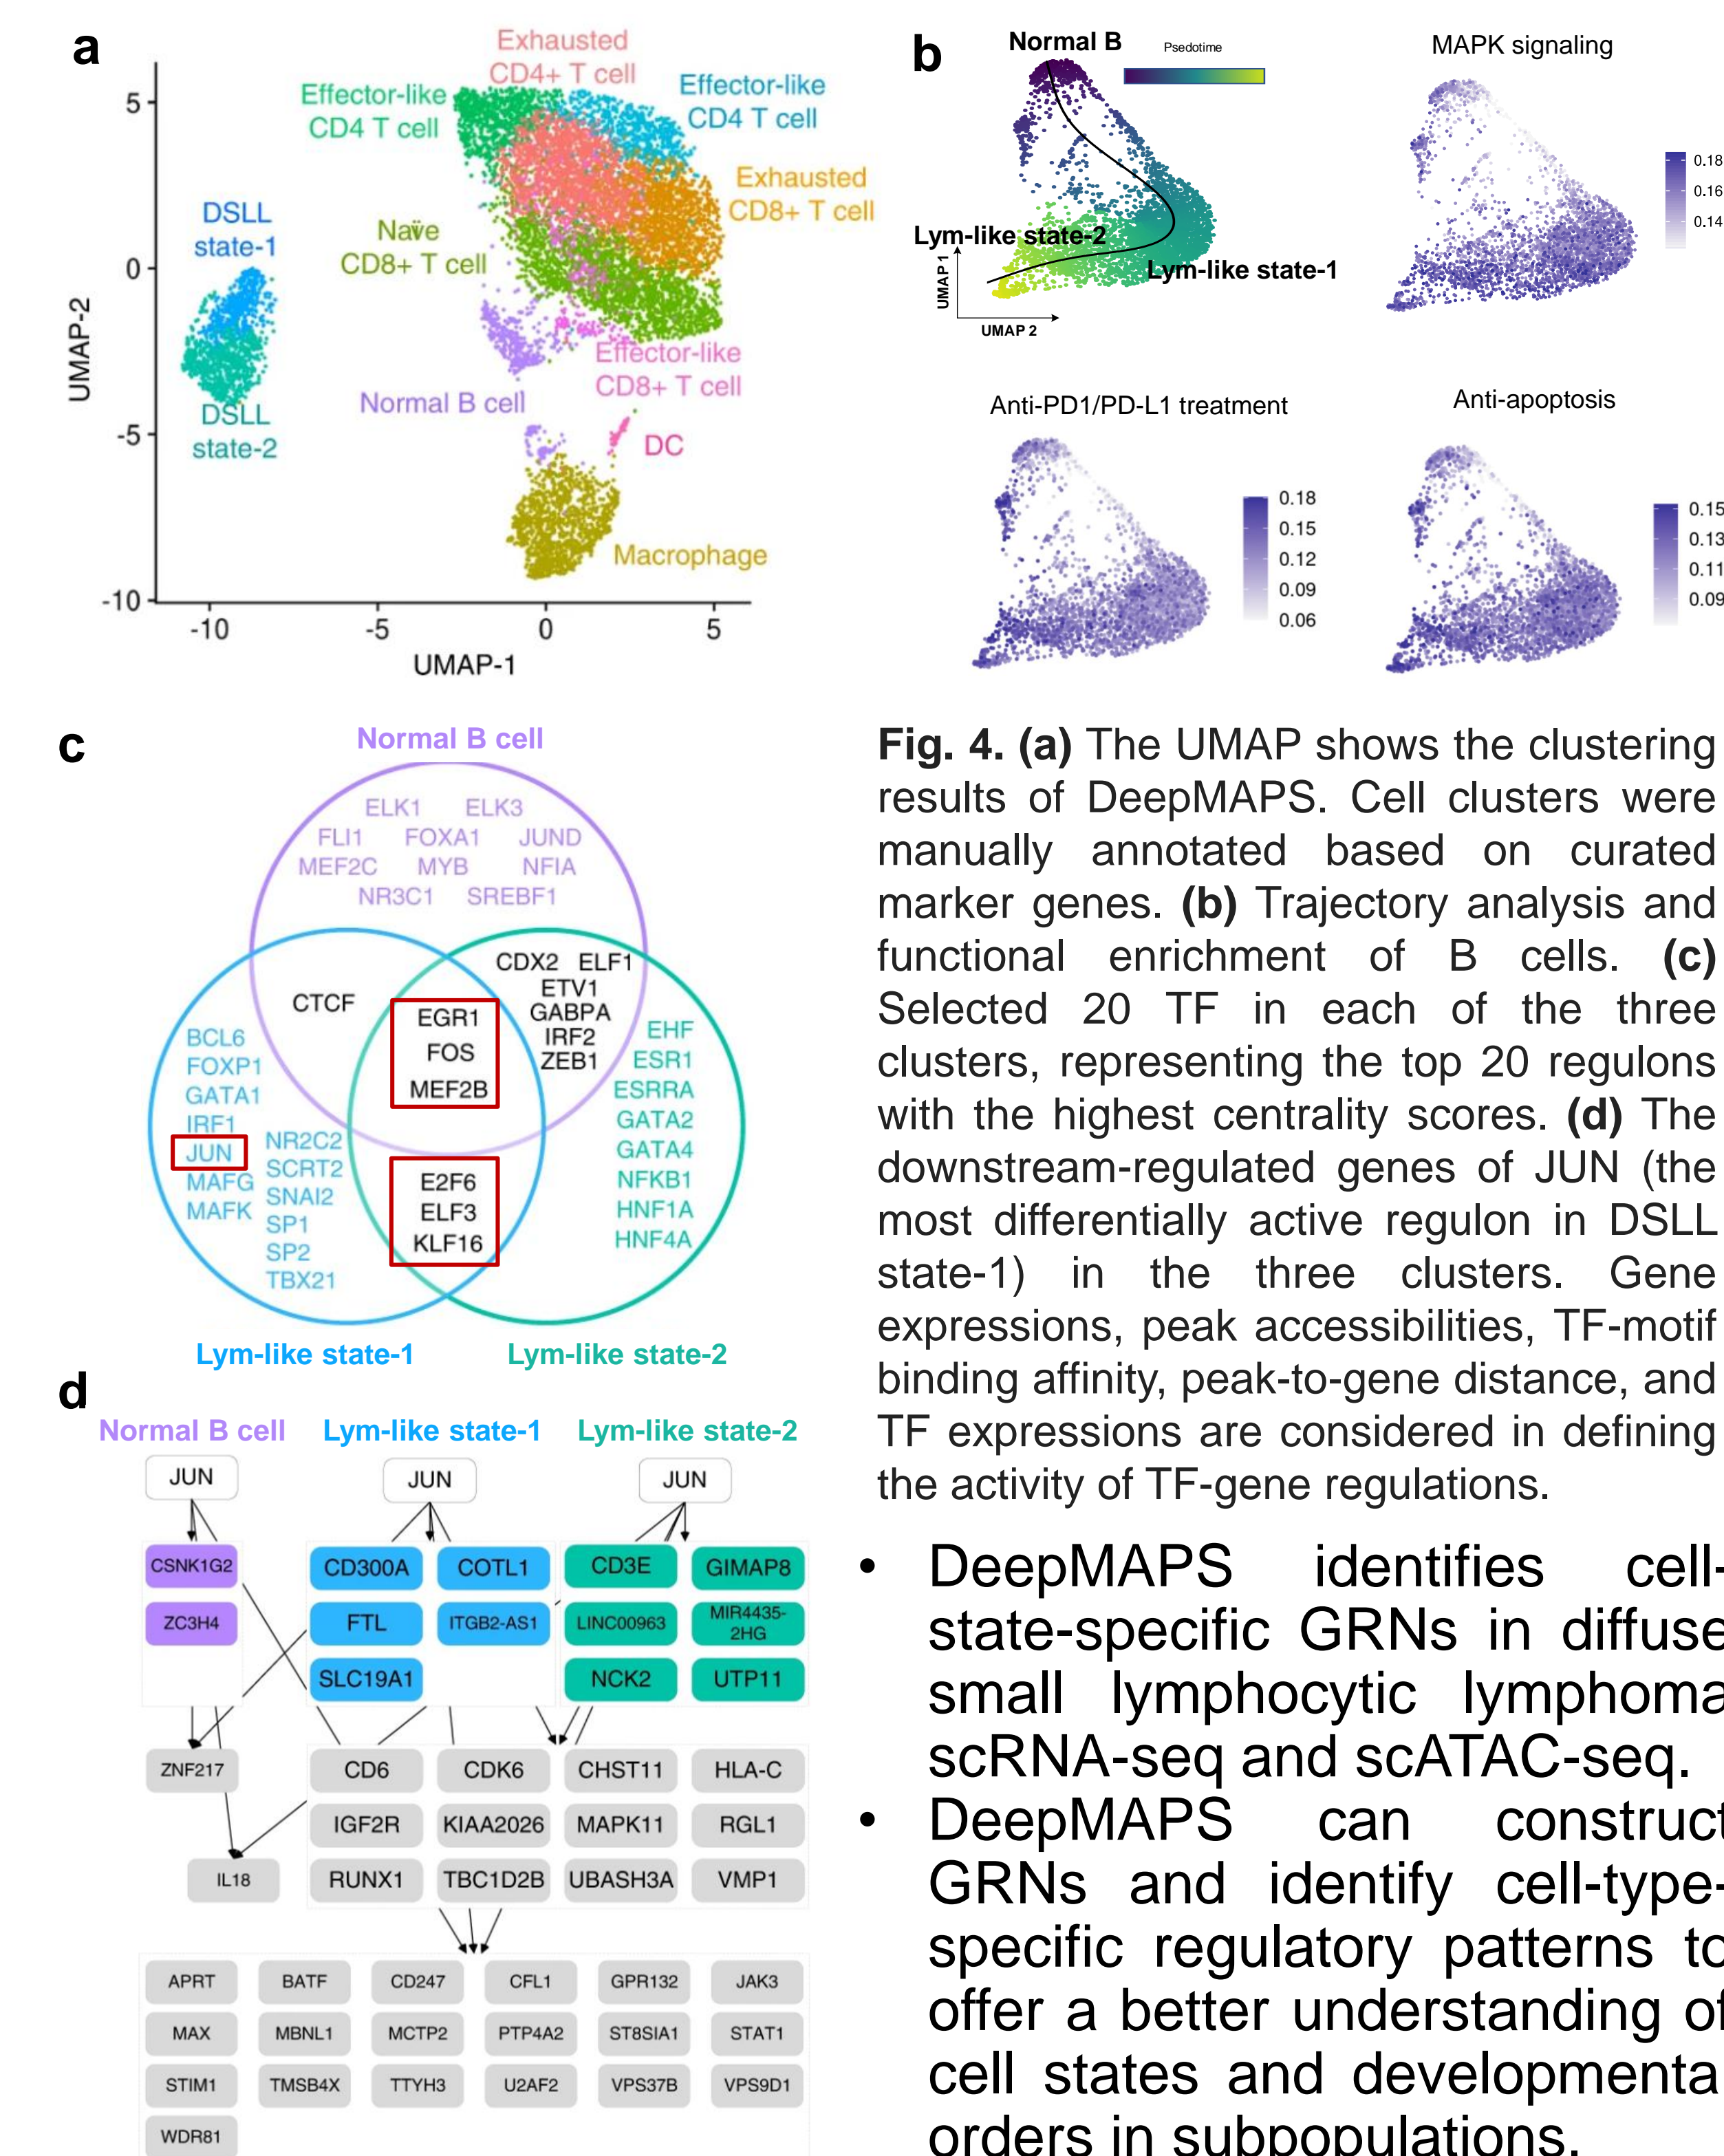 a
Exhausted
CD4+ T cell
Effector-like
CD4 T cell
Effector-like
CD4 T cell
Exhausted
CD8+ T cell
DSLL
state-1
Naïve
CD8+ T cell
DSLL
state-2
Effector-like
CD8+ T cell
Normal B cell
DC
Macrophage
5
0
-5
-10
UMAP-2
-10
-5
0
5
UMAP-1
b
Normal B
Psedotime
Lym-like state-2
Lym-like state-1
UMAP 1
UMAP 2
MAPK signaling
0.18
0.16
0.14
Anti-PD1/PD-L1 treatment
0.18
0.15
0.12
0.09
0.06
Anti-apoptosis
0.15
0.13
0.11
0.09
c
Normal B cell
ELK1 ELK3
FLI1 FOXA1 JUND
MEF2C MYB NFIA
NR3C1 SREBF1
CTCF
CDX2 ELF1
ETV1
GABPA
IRF2
ZEB1
EGR1
FOS
MEF2B
BCL6
FOXP1
GATA1
IRF1
JUN
MAFG
MAFK
NR2C2
SCRT2
SNAI2
SP1
SP2
TBX21
E2F6
ELF3
KLF16
EHF
ESR1
ESRRA
GATA2
GATA4
NFKB1
HNF1A
HNF4A
Lym-like state-1
Lym-like state-2
d
Normal B cell Lym-like state-1 Lym-like state-2
JUN JUN JUN
CSNK1G2 CD300A COTL1 CD3E GIMAP8
ZC3H4 FTL ITGB2-AS1 LINC00963 MIR4435-
2HG
SLC19A1 NCK2 UTP11
ZNF217 CD6 CDK6 CHST11 HLA-C
IGF2R KIAA2026 MAPK11 RGL1
IL18 RUNX1 TBC1D2B UBASH3A VMP1
APRT BATF CD247 CFL1 GPR132 JAK3
MAX MBNL1 MCTP2 PTP4A2 ST8SIA1 STAT1
STIM1 TMSB4X TTYH3 U2AF2 VPS37B VPS9D1
WDR81
Fig. 4. (a) The UMAP shows the clustering
results of DeepMAPS. Cell clusters were
manually annotated based on curated
marker genes. (b) Trajectory analysis and
functional enrichment of B cells. (c)
Selected 20 TF in each of the three
clusters, representing the top 20 regulons
with the highest centrality scores. (d) The
downstream-regulated genes of JUN (the
most differentially active regulon in DSLL
state-1) in the three clusters. Gene
expressions, peak accessibilities, TF-motif
binding affinity, peak-to-gene distance, and
TF expressions are considered in defining
the activity of TF-gene regulations.
• DeepMAPS identifies cell-
state-specific GRNs in diffuse
small lymphocytic lymphoma
scRNA-seq and scATAC-seq.
• DeepMAPS can construct
GRNs and identify cell-type-
specific regulatory patterns to
offer a better understanding of
cell states and developmenta
orders in subpopulations.